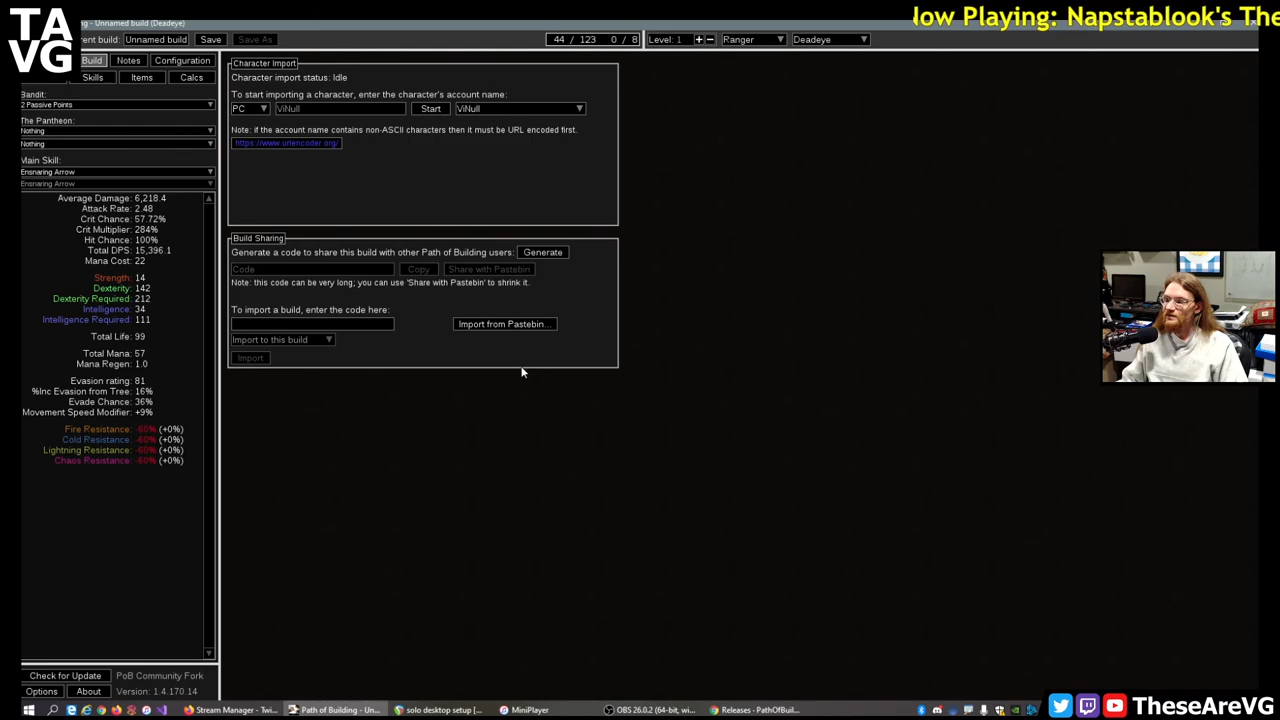 TA
VG
- Unnamed build (Deadeye)
low Playing: Napstablook's The
rent build: Unnamed build Save Save As 44 / 123 0 / 8 Level: 1 + - Ranger Deadeye
Build Notes Configuration
Skills Items Calcs
Bandit:
2 Passive Points
The Pantheon:
Nothing
Nothing
Main Skill:
Ensnaring Arrow
Ensnaring Arrow
Average Damage: 6,218.4
Attack Rate: 2.48
Crit Chance: 57.72%
Crit Multiplier: 284%
Hit Chance: 100%
Total DPS: 15,396.1
Mana Cost: 22
Strength: 14
Dexterity: 142
Dexterity Required: 212
Intelligence: 34
Intelligence Required: 111
Total Life: 99
Total Mana: 57
Mana Regen: 1.0
Evasion rating: 81
%Inc Evasion from Tree: 16%
Evade Chance: 36%
Movement Speed Modifier: +9%
Fire Resistance: -60% (+0%)
Cold Resistance: -60% (+0%)
Lightning Resistance: -60% (+0%)
Chaos Resistance: -60% (+0%)
Check for Update PoB Community Fork
Options About Version: 1.4.170.14
Character Import
Character import status: Idle
To start importing a character, enter the character's account name:
PC ViNull Start ViNull
Note: if the account name contains non-ASCII characters then it must be URL encoded first.
https://www.urlencoder.org/
Build Sharing
Generate a code to share this build with other Path of Building users: Generate
Code Copy Share with Pastebin
Note: this code can be very long; you can use 'Share with Pastebin' to shrink it.
To import a build, enter the code here:
Import from Pastebin...
Import to this build
Import
Stream Manager - Twi... Path of Building - Un... solo desktop setup [... MiniPlayer OBS 26.0.2 (64-bit, wi... Releases - PathOfBuil...
TheseAreVG